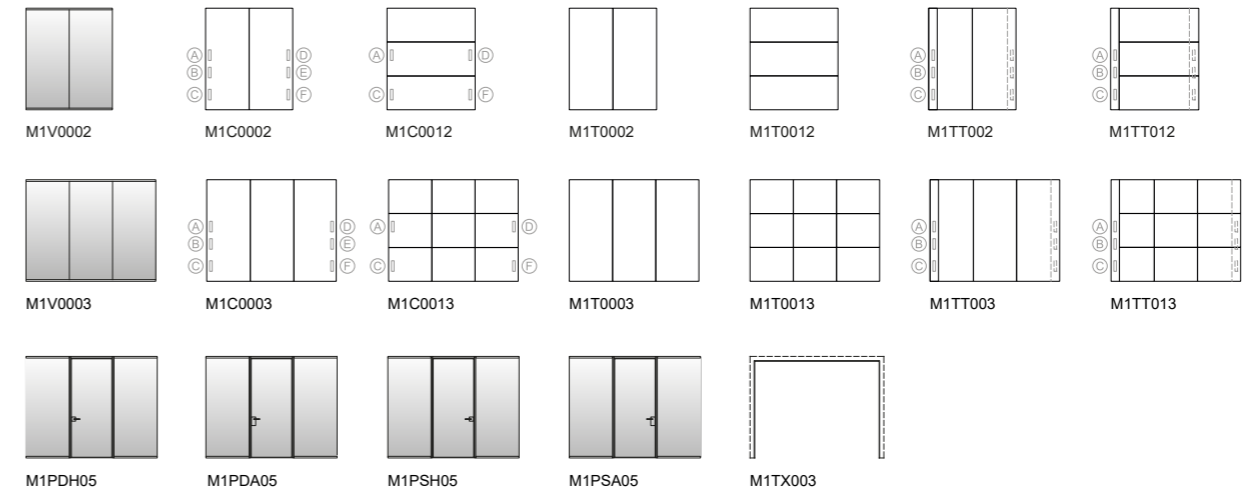 A D A D A A
B E B B
C F C F C C
M1V0002 M1C0002 M1C0012 M1T0002 M1T0012 M1TT002 M1TT012
A D A D A A
B E B B
C F C F C C
M1V0003 M1C0003 M1C0013 M1T0003 M1T0013 M1TT003 M1TT013
M1PDH05 M1PDA05 M1PSH05 M1PSA05 M1TX003